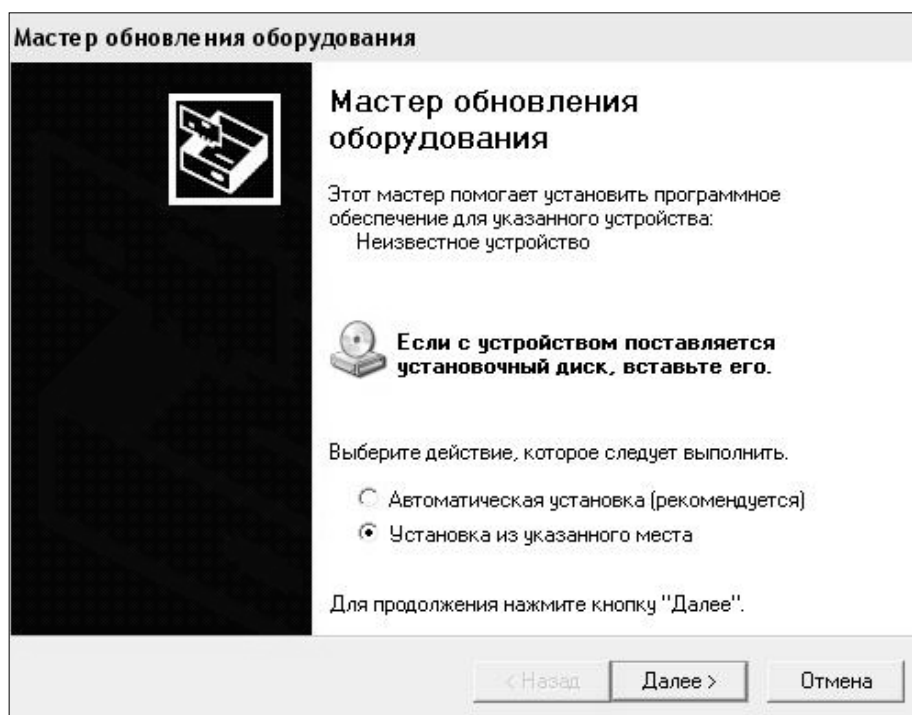 Мастер обновления оборудования
Мастер обновления
оборудования
Этот мастер помогает установить программное
обеспечение для указанного устройства:
Неизвестное устройство
Если с устройством поставляется
установочный диск, вставьте его.
Выберите действие, которое следует выполнить.
Автоматическая установка (рекомендуется)
Установка из указанного места
Для продолжения нажмите кнопку "Далее".
< Назад Далее > Отмена